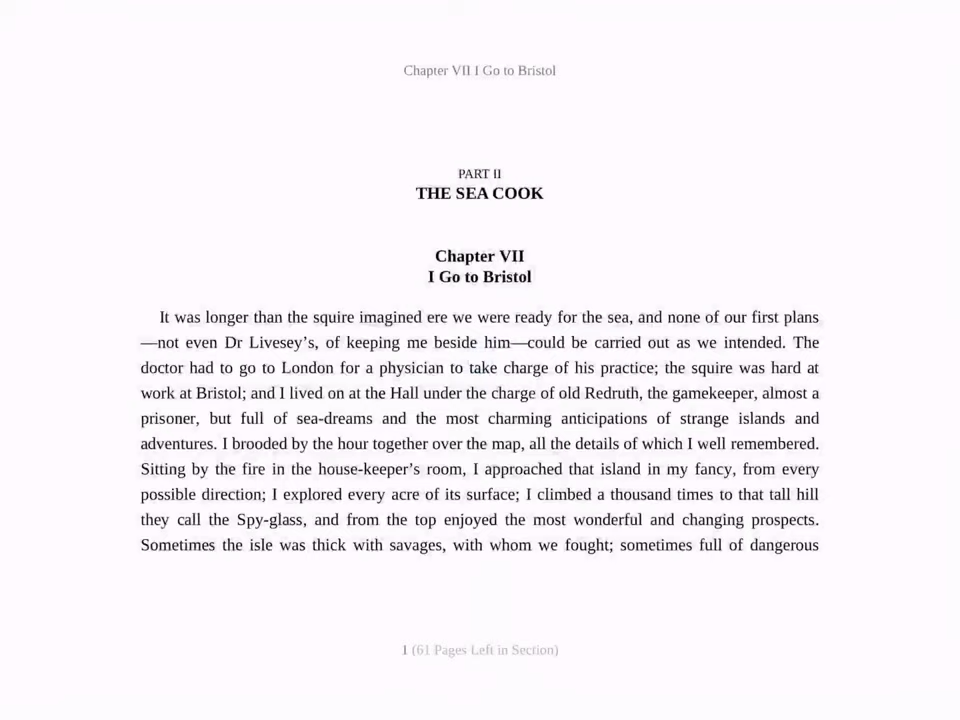 Chapter VII I Go to Bristol
PART II
THE SEA COOK
Chapter VII
I Go to Bristol
It was longer than the squire imagined ere we were ready for the sea, and none of our first plans
—not even Dr Livesey’s, of keeping me beside him—could be carried out as we intended. The
doctor had to go to London for a physician to take charge of his practice; the squire was hard at
work at Bristol; and I lived on at the Hall under the charge of old Redruth, the gamekeeper, almost a
prisoner, but full of sea-dreams and the most charming anticipations of strange islands and
adventures. I brooded by the hour together over the map, all the details of which I well remembered.
Sitting by the fire in the house-keeper’s room, I approached that island in my fancy, from every
possible direction; I explored every acre of its surface; I climbed a thousand times to that tall hill
they call the Spy-glass, and from the top enjoyed the most wonderful and changing prospects.
Sometimes the isle was thick with savages, with whom we fought; sometimes full of dangerous
1 (61 Pages Left in Section)